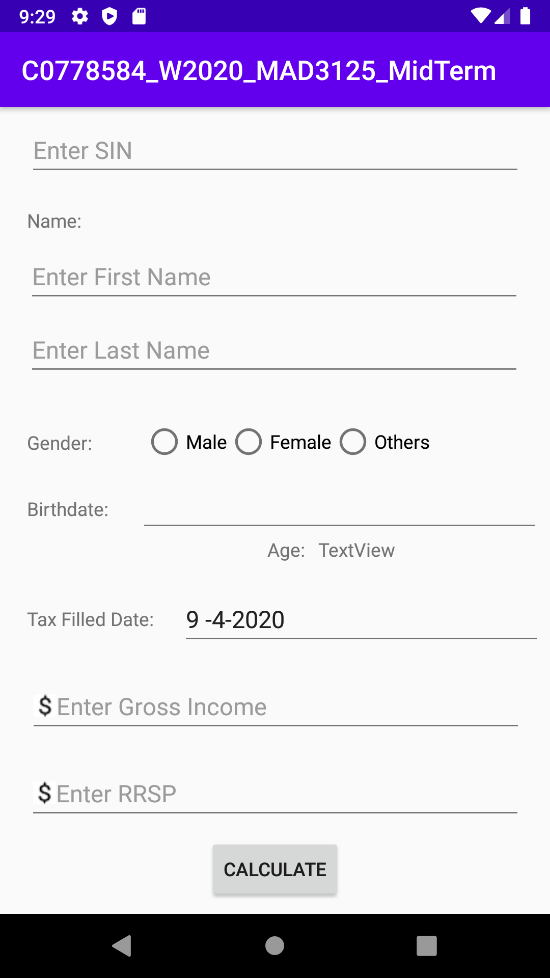 9:29
C0778584_W2020_MAD3125_MidTerm
Enter SIN
Name:
Enter First Name
Enter Last Name
Gender: Male Female Others
Birthdate:
Age: TextView
Tax Filled Date: 9 -4-2020
$ Enter Gross Income
$ Enter RRSP
CALCULATE